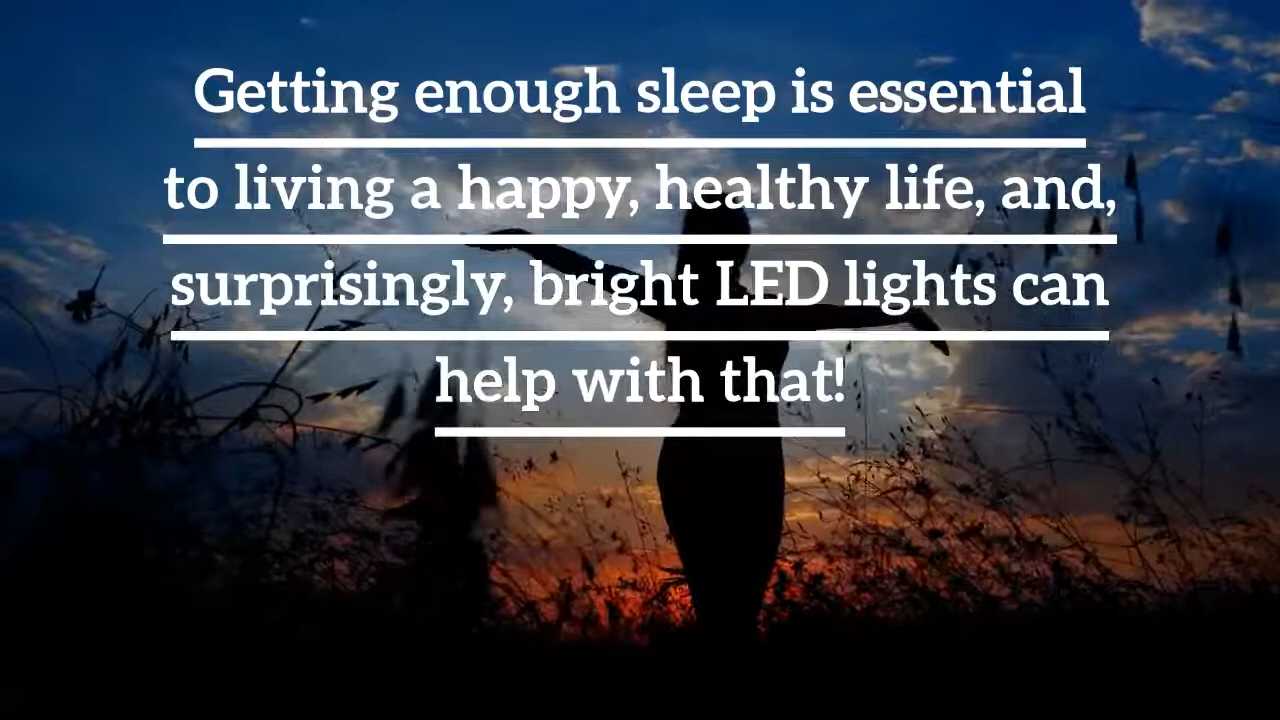 Getting enough sleep is essential
to living a happy, healthy life, and,
surprisingly, bright LED lights can
help with that!